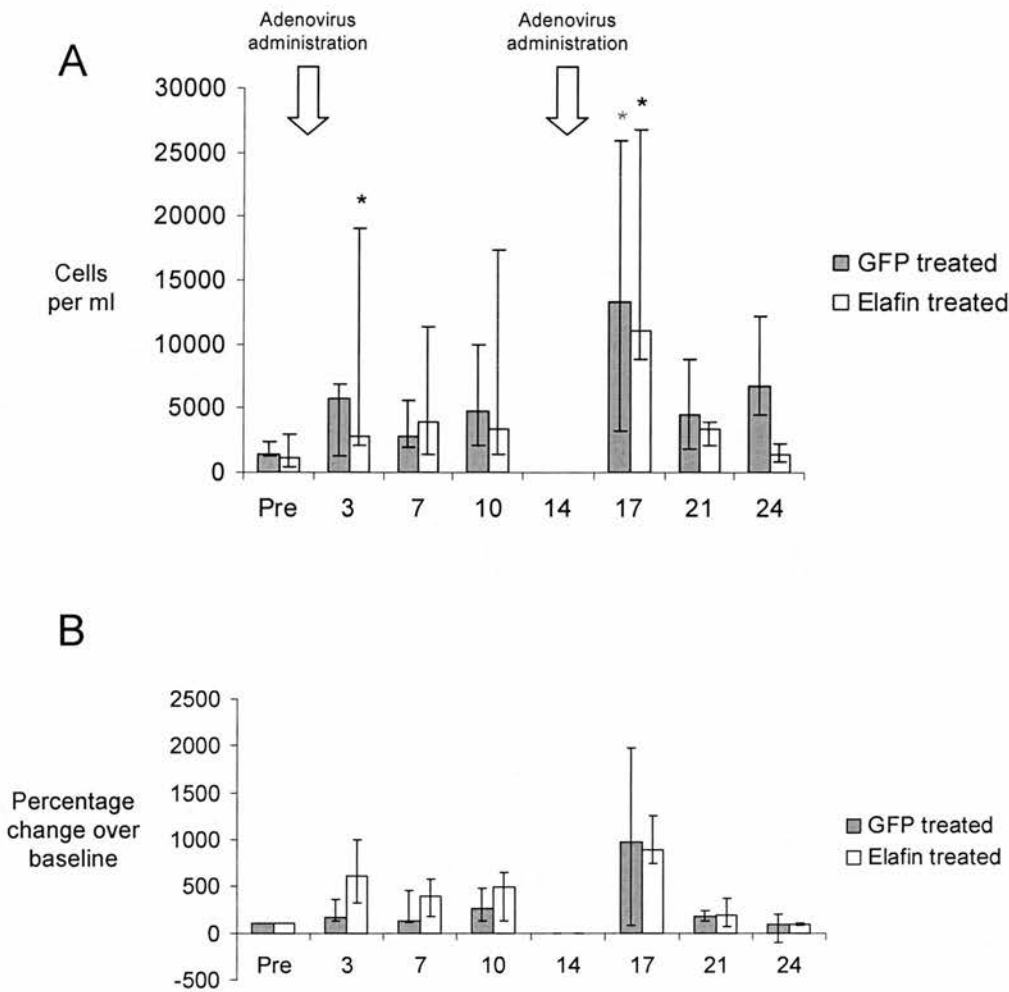 Adenovirus
administration
Adenovirus
administration
A
30000
25000
20000
15000
10000
5000
0
* * *
Cells
per ml
GFP treated
Elafin treated
Pre 3 7 10 14 17 21 24
B
2500
2000
1500
1000
500
0
-500
Percentage
change over
baseline
GFP treated
Elafin treated
Pre 3 7 10 14 17 21 24